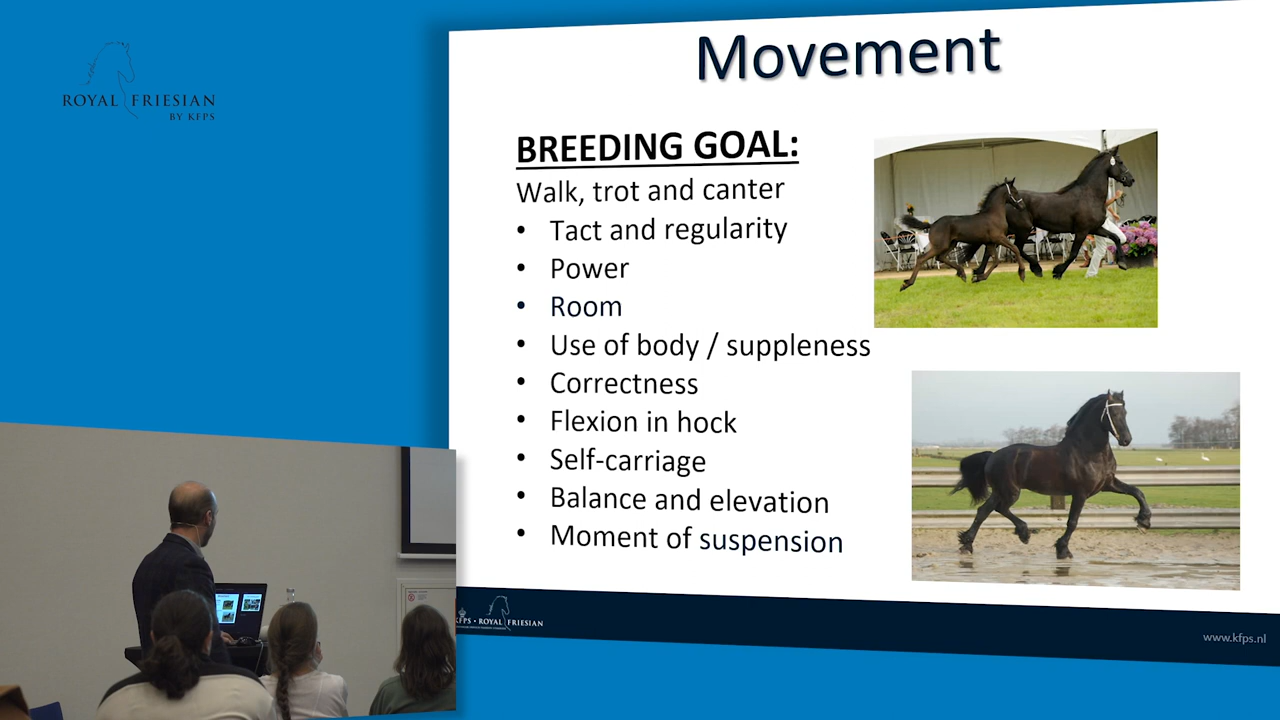 ROYAL FRIESIAN
BY KFPS
Movement
BREEDING GOAL:
Walk, trot and canter
• Tact and regularity
• Power
• Room
• Use of body / suppleness
• Correctness
• Flexion in hock
• Self-carriage
• Balance and elevation
• Moment of suspension
KFPS • ROYAL FRIESIAN
www.kfps.nl